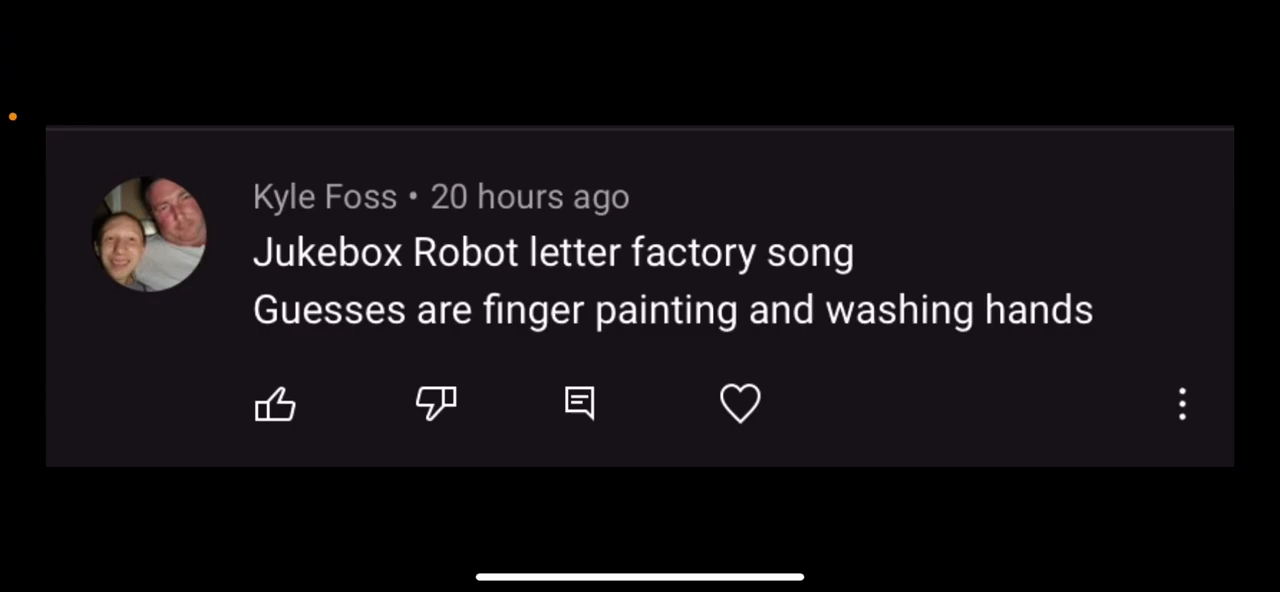 Kyle Foss • 20 hours ago
Jukebox Robot letter factory song
Guesses are finger painting and washing hands